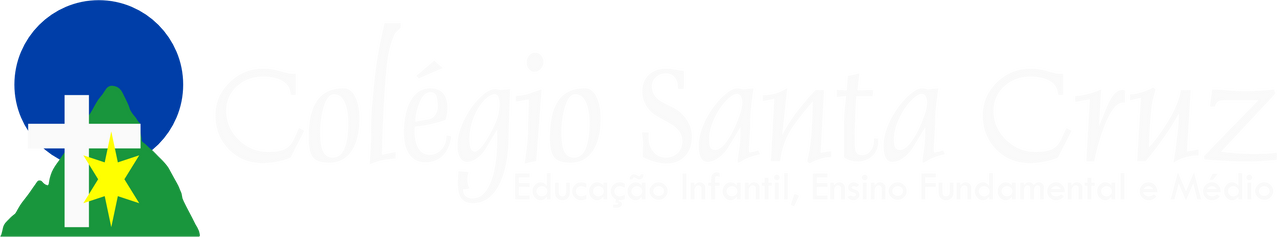 Colégio Santa Cruz
Educação Infantil, Ensino Fundamental e Médio